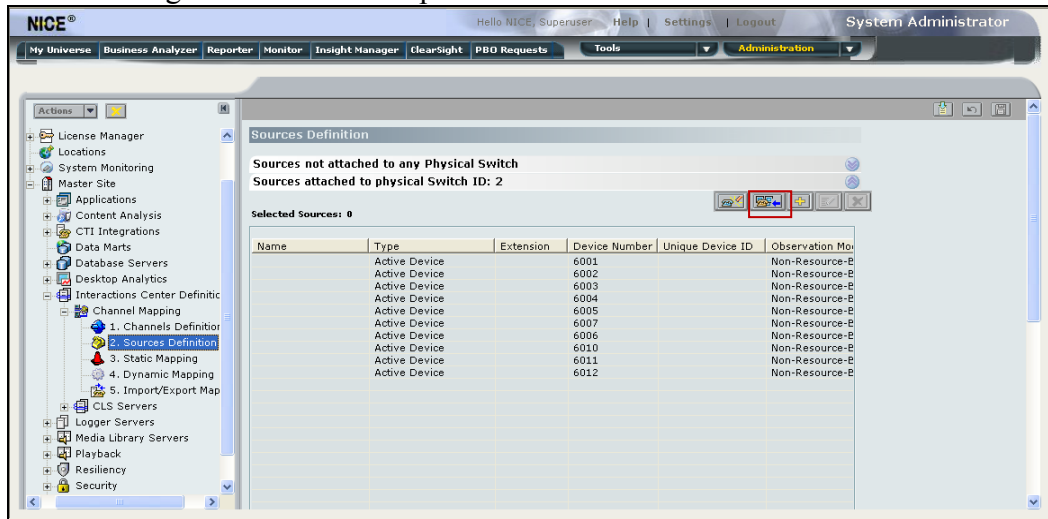 NICE®
Hello NICE, Superuser Help | Settings | Logout System Administrator
My Universe Business Analyzer Reporter Monitor Insight Manager ClearSight PBO Requests Tools Administration
Actions
License Manager
Locations
System Monitoring
Master Site
Applications
Content Analysis
CTI Integrations
Data Marts
Database Servers
Desktop Analytics
Interactions Center Definitic
Channel Mapping
1. Channels Definition
2. Sources Definition
3. Static Mapping
4. Dynamic Mapping
5. Import/Export Map
CLS Servers
Logger Servers
Media Library Servers
Playback
Resiliency
Security
Sources Definition
Sources not attached to any Physical Switch
Sources attached to physical Switch ID: 2
Selected Sources: 0
Name Type Extension Device Number Unique Device ID Observation Mo
Active Device 6001 Non-Resource-B
Active Device 6002 Non-Resource-B
Active Device 6003 Non-Resource-B
Active Device 6004 Non-Resource-B
Active Device 6005 Non-Resource-B
Active Device 6007 Non-Resource-B
Active Device 6006 Non-Resource-B
Active Device 6010 Non-Resource-B
Active Device 6011 Non-Resource-B
Active Device 6012 Non-Resource-B